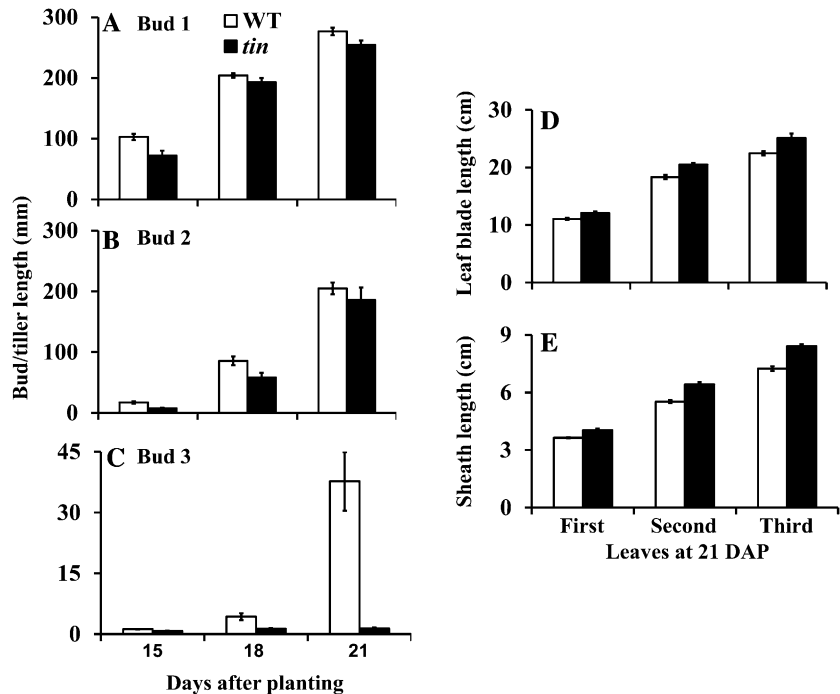 A Bud 1
WT
tin
300
200
100
0
B Bud 2
300
200
100
0
C Bud 3
45
30
15
0
15 18 21
Days after planting
Bud/tiller length (mm)
D
30
20
10
0
Leaf blade length (cm)
E
9
6
3
0
Sheath length (cm)
First Second Third
Leaves at 21 DAP